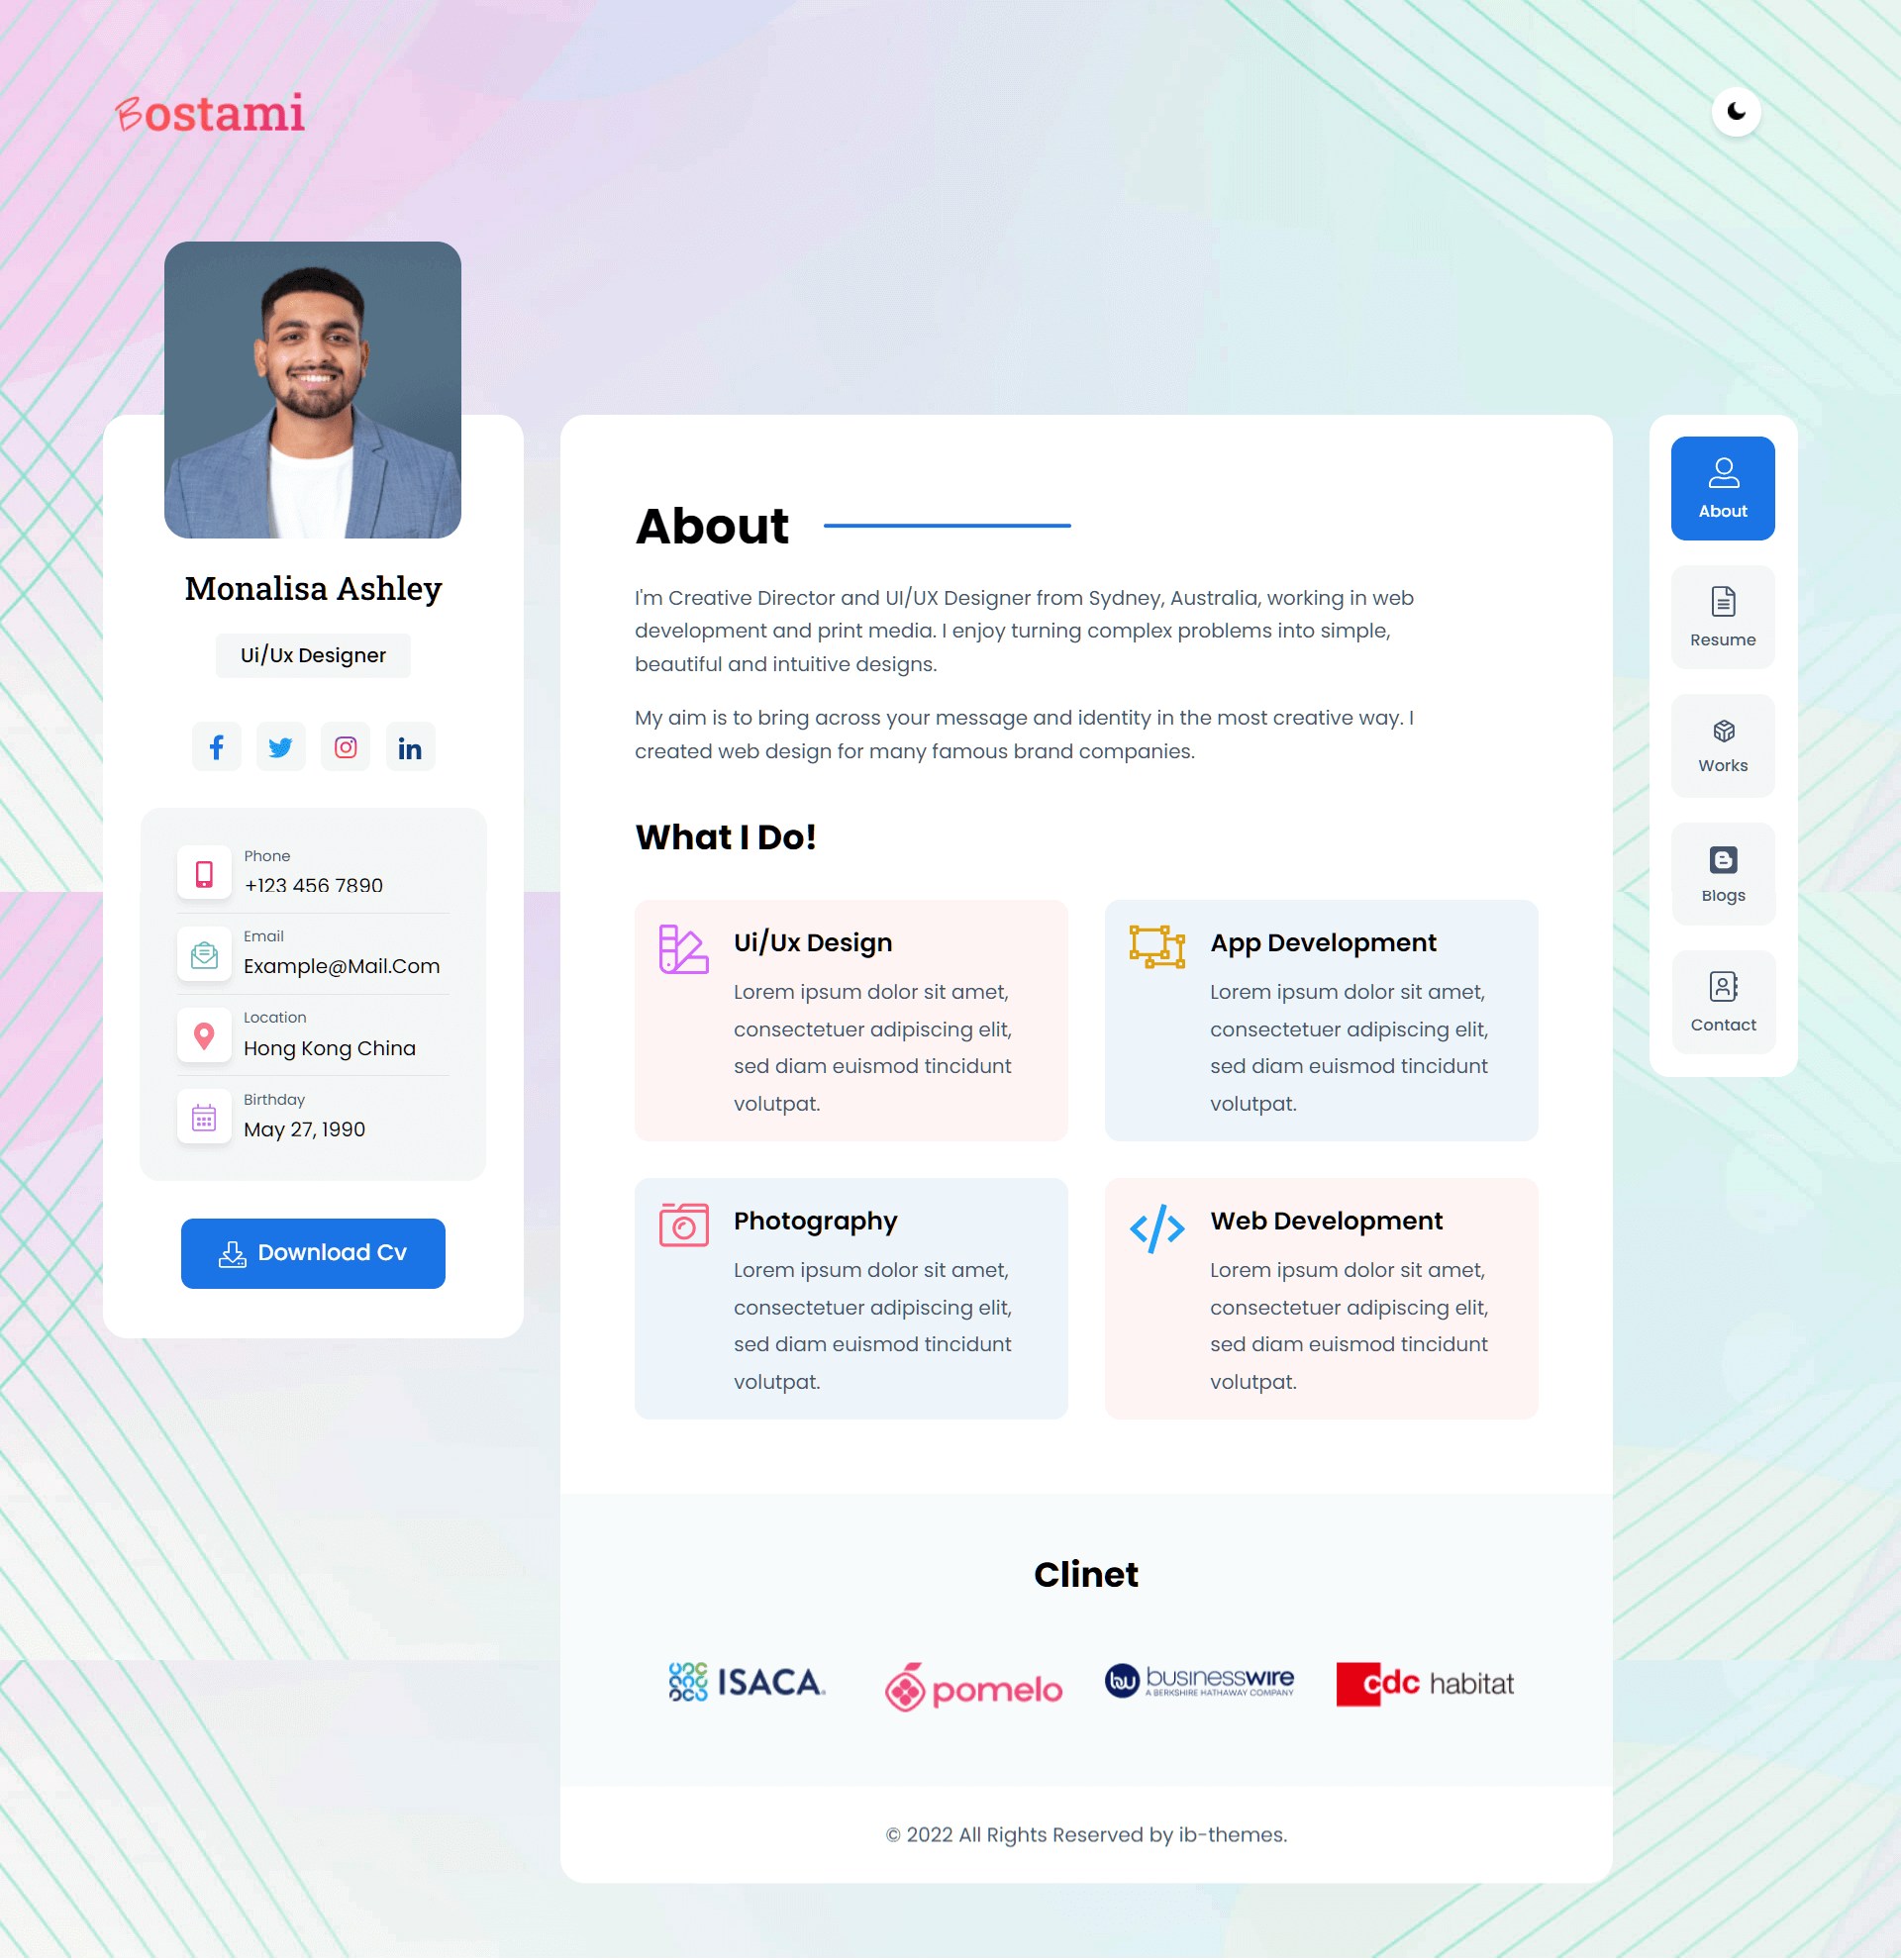 Bostami
Monalisa Ashley
Ui/Ux Designer
Phone
+123 456 7890
Email
Example@Mail.Com
Location
Hong Kong China
Birthday
May 27, 1990
Download Cv
About
I'm Creative Director and UI/UX Designer from Sydney, Australia, working in web
development and print media. I enjoy turning complex problems into simple,
beautiful and intuitive designs.
My aim is to bring across your message and identity in the most creative way. I
created web design for many famous brand companies.
What I Do!
Ui/Ux Design
Lorem ipsum dolor sit amet,
consectetuer adipiscing elit,
sed diam euismod tincidunt
volutpat.
App Development
Lorem ipsum dolor sit amet,
consectetuer adipiscing elit,
sed diam euismod tincidunt
volutpat.
Photography
Lorem ipsum dolor sit amet,
consectetuer adipiscing elit,
sed diam euismod tincidunt
volutpat.
Web Development
Lorem ipsum dolor sit amet,
consectetuer adipiscing elit,
sed diam euismod tincidunt
volutpat.
Clinet
ISACA.
pomelo
bw businesswire
A BERKSHIRE HATHAWAY COMPANY
cdc habitat
© 2022 All Rights Reserved by ib-themes.
About
Resume
Works
Blogs
Contact